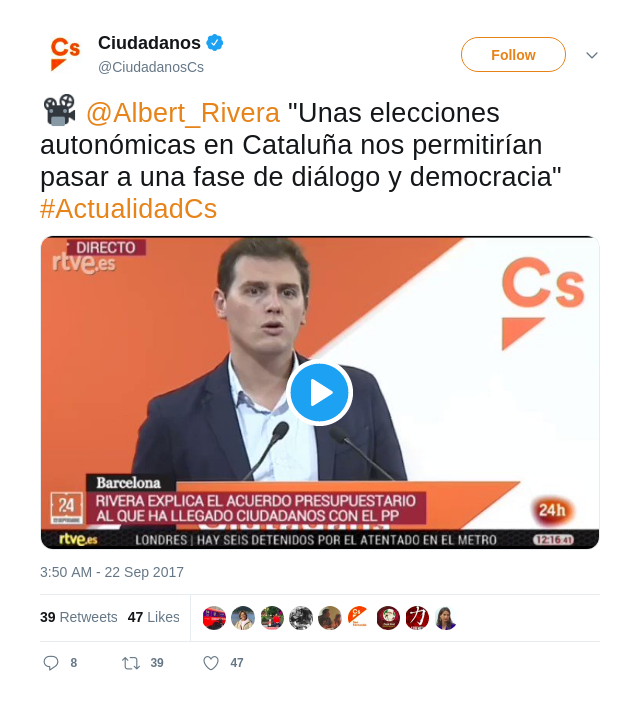 Cs
Ciudadanos
@CiudadanosCs
Follow
@Albert_Rivera "Unas elecciones
autonómicas en Cataluña nos permitirían
pasar a una fase de diálogo y democracia"
#ActualidadCs
DIRECTO
rtve.es
Cs
Barcelona
24
RIVERA EXPLICA EL ACUERDO PRESUPUESTARIO
AL QUE HA LLEGADO CIUDADANOS CON EL PP
24h
rtve.es
LONDRES | HAY SEIS DETENIDOS POR EL ATENTADO EN EL METRO
12:16:41
3:50 AM - 22 Sep 2017
39 Retweets 47 Likes
8 39 47